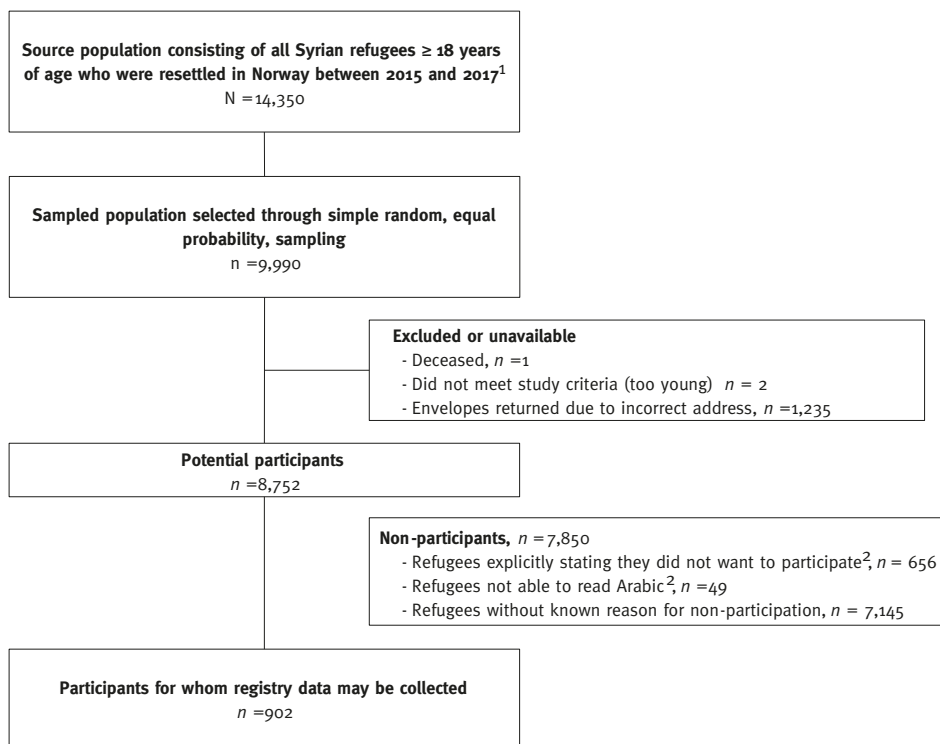 Source population consisting of all Syrian refugees ≥ 18 years
of age who were resettled in Norway between 2015 and 2017¹
N =14,350
Sampled population selected through simple random, equal
probability, sampling
n =9,990
Excluded or unavailable
- Deceased, n =1
- Did not meet study criteria (too young) n = 2
- Envelopes returned due to incorrect address, n =1,235
Potential participants
n =8,752
Non-participants, n =7,850
- Refugees explicitly stating they did not want to participate², n = 656
- Refugees not able to read Arabic², n =49
- Refugees without known reason for non-participation, n = 7,145
Participants for whom registry data may be collected
n =902